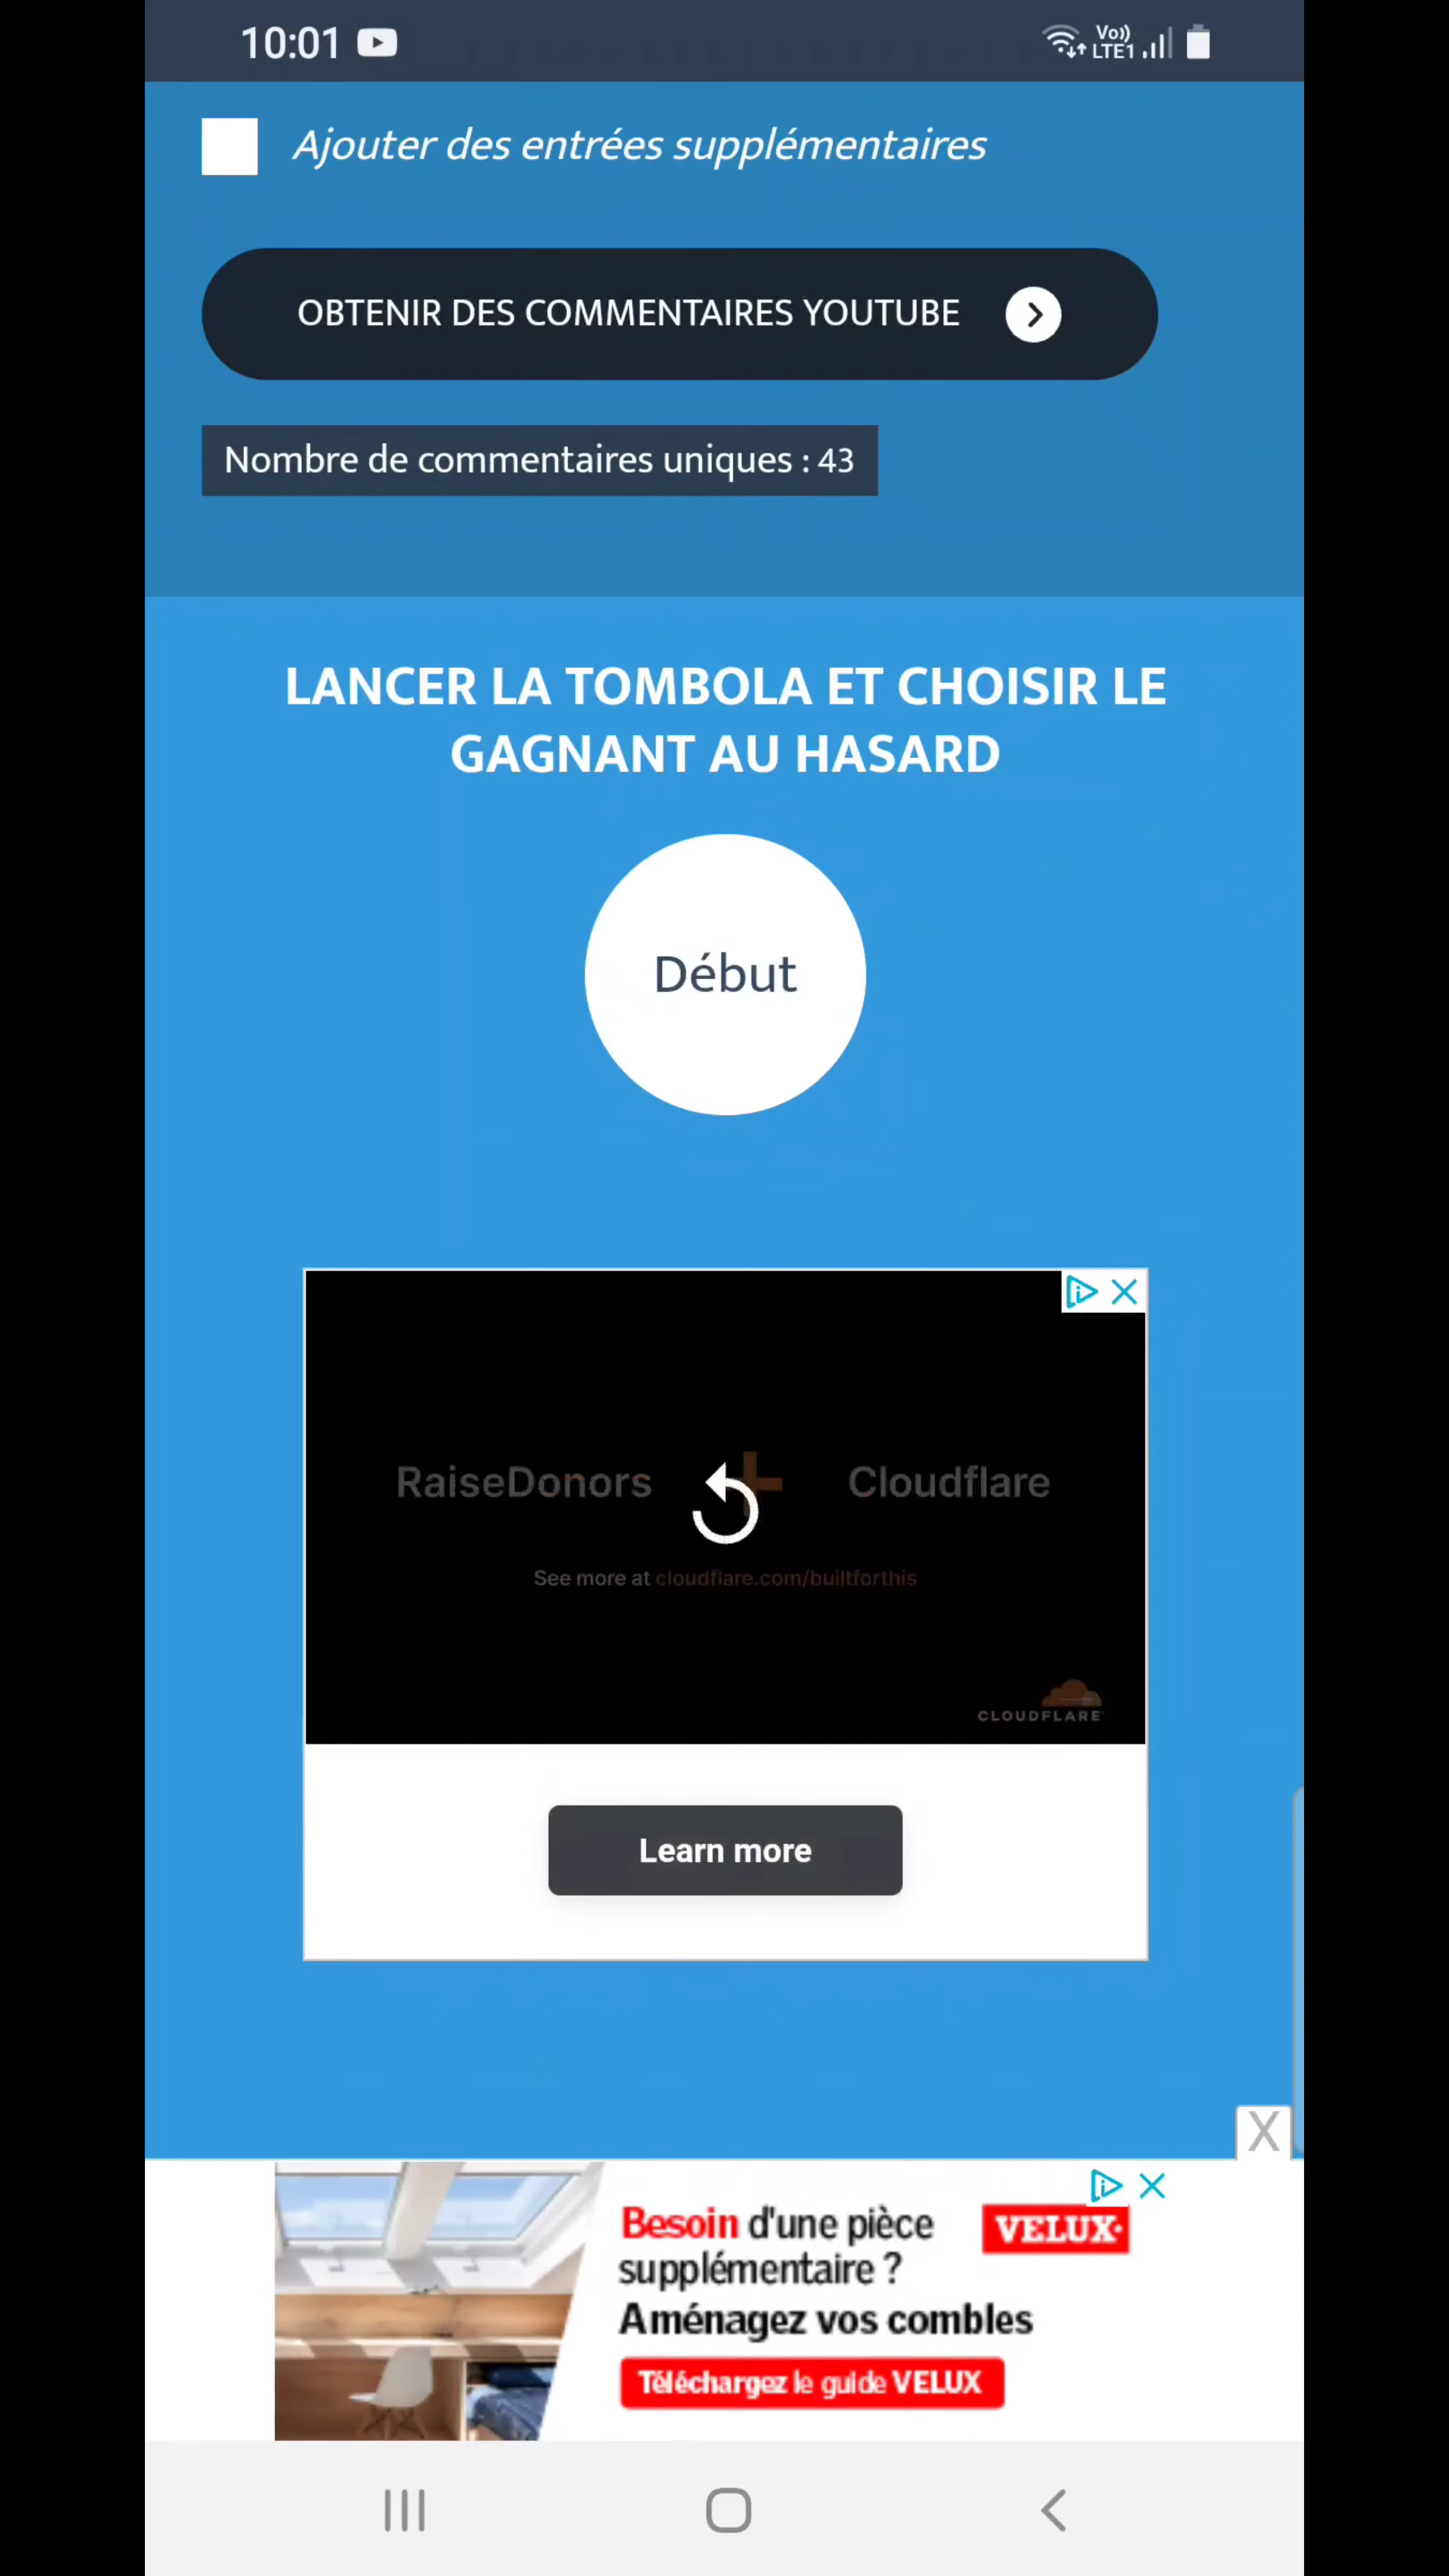 10:01
Vo))
LTE1
Ajouter des entrées supplémentaires
OBTENIR DES COMMENTAIRES YOUTUBE
Nombre de commentaires uniques : 43
LANCER LA TOMBOLA ET CHOISIR LE
GAGNANT AU HASARD
Début
RaiseDonors + Cloudflare
See more at cloudflare.com/builtforthis
CLOUDFLARE
Learn more
X
Besoin d'une pièce
supplémentaire ?
VELUX
Aménagez vos combles
Téléchargez le guide VELUX